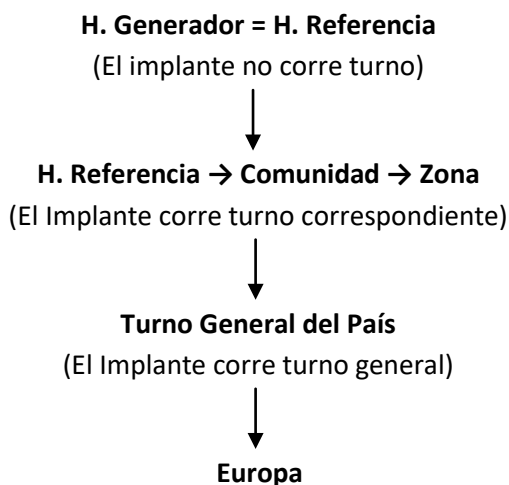 H. Generador = H. Referencia
(El implante no corre turno)
H. Referencia → Comunidad → Zona
(El Implante corre turno correspondiente)
Turno General del País
(El Implante corre turno general)
Europa